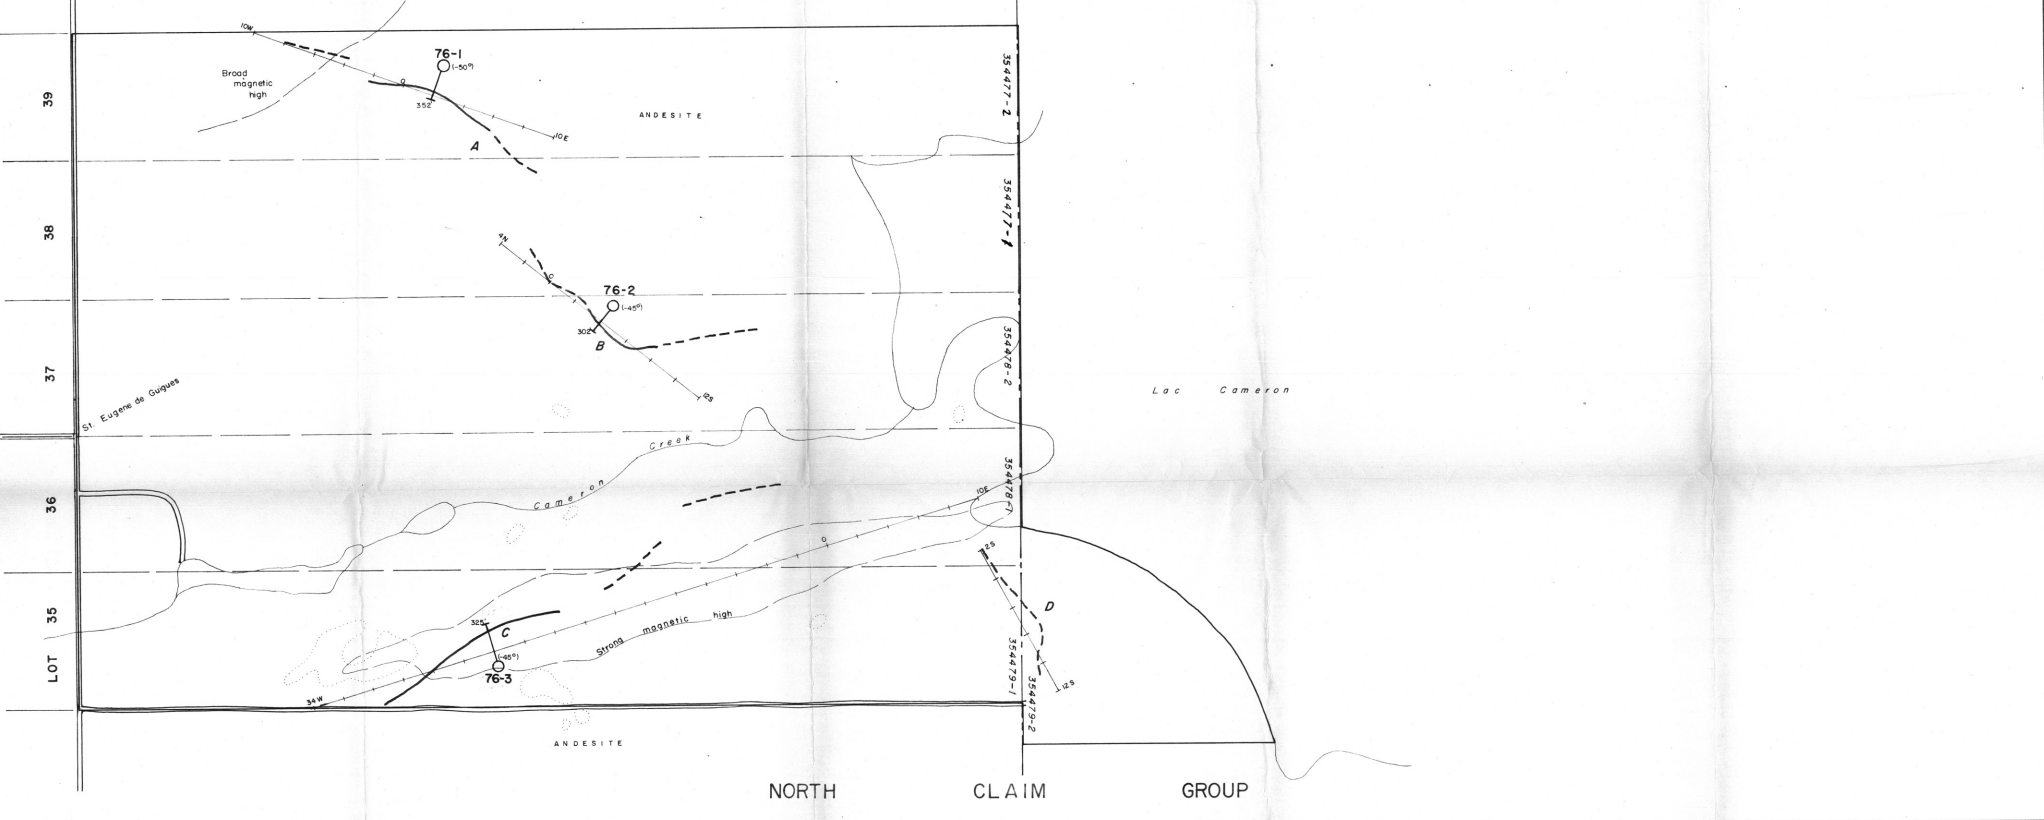 10W
76-1
(-50°)
Broad
magnetic
high
0
352'
10E
ANDESITE
A
39
354477-2
38
354477-1
4N
0
76-2
(-45°)
302'
B
12S
37
354478-2
Lac Cameron
St. Eugene de Guigues
Cameron Creek
36
354478-1
10E
0
12S
D
35
325'
C
(-45°)
76-3
Strong magnetic high
34W
LOT
354479-1
354479-2
ANDESITE
NORTH CLAIM GROUP